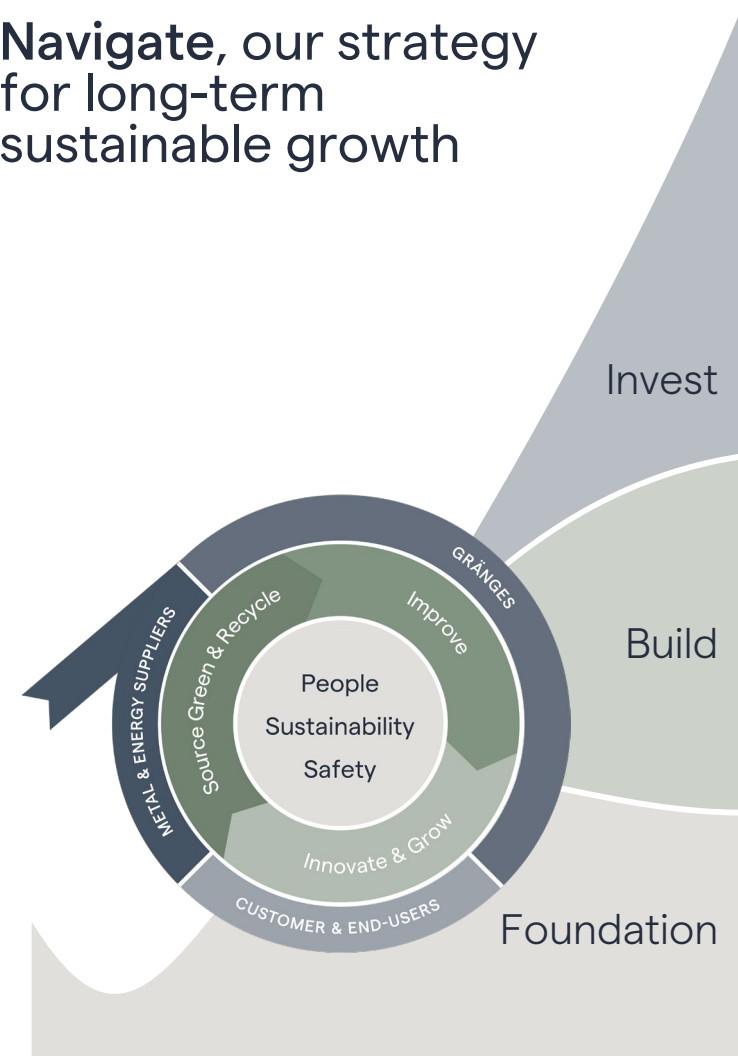 Navigate, our strategy
for long-term
sustainable growth
Invest
GRÄNGES
Improve
Source Green & Recycle
METAL & ENERGY SUPPLIERS
Build
People
Sustainability
Safety
Innovate & Grow
CUSTOMER & END-USERS
Foundation